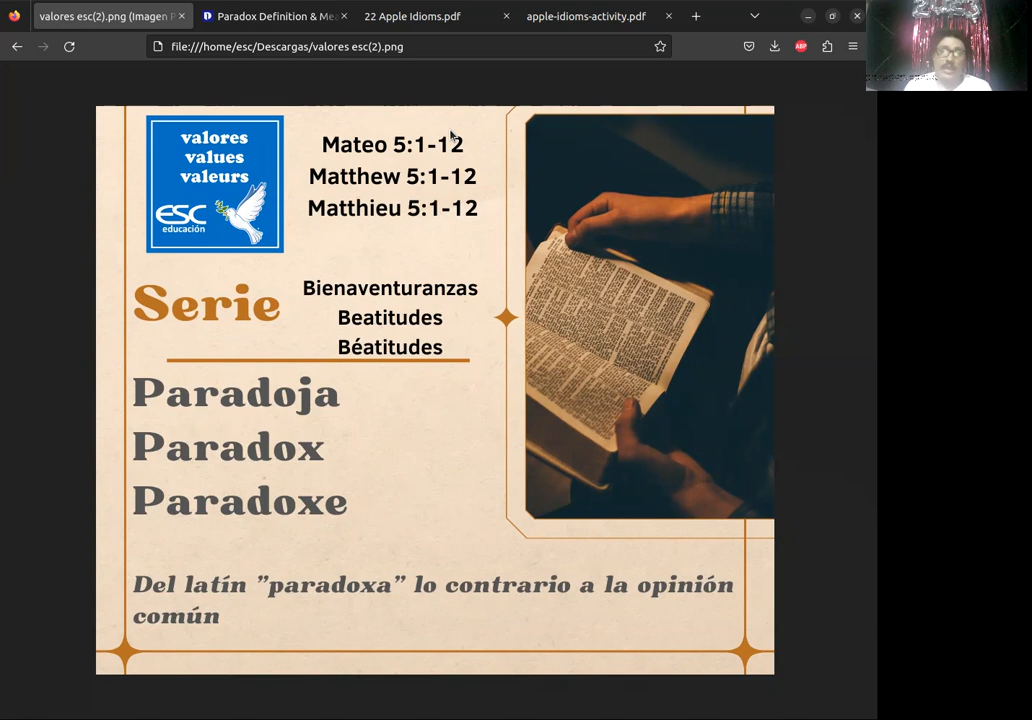 valores esc(2).png (Imagen P
Paradox Definition & Mea
22 Apple Idioms.pdf
apple-idioms-activity.pdf
file:///home/esc/Descargas/valores esc(2).png
ABP
valores
values
valeurs
esc
educación
Mateo 5:1-12
Matthew 5:1-12
Matthieu 5:1-12
Serie
Bienaventuranzas
Beatitudes
Béatitudes
Paradoja
Paradox
Paradoxe
Del latín "paradoxa" lo contrario a la opinión
común